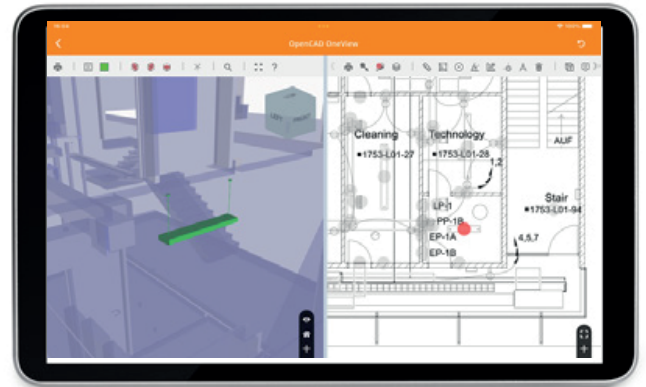 OpenCAD OneView
?
LEFT
FRONT
Cleaning
▪1753-L01-27
Technology
▪1753-L01-28
1,2
AUF
Stair
▪1753-L01-94
LP-1
PP-1B
EP-1A
EP-1B
4,5,7